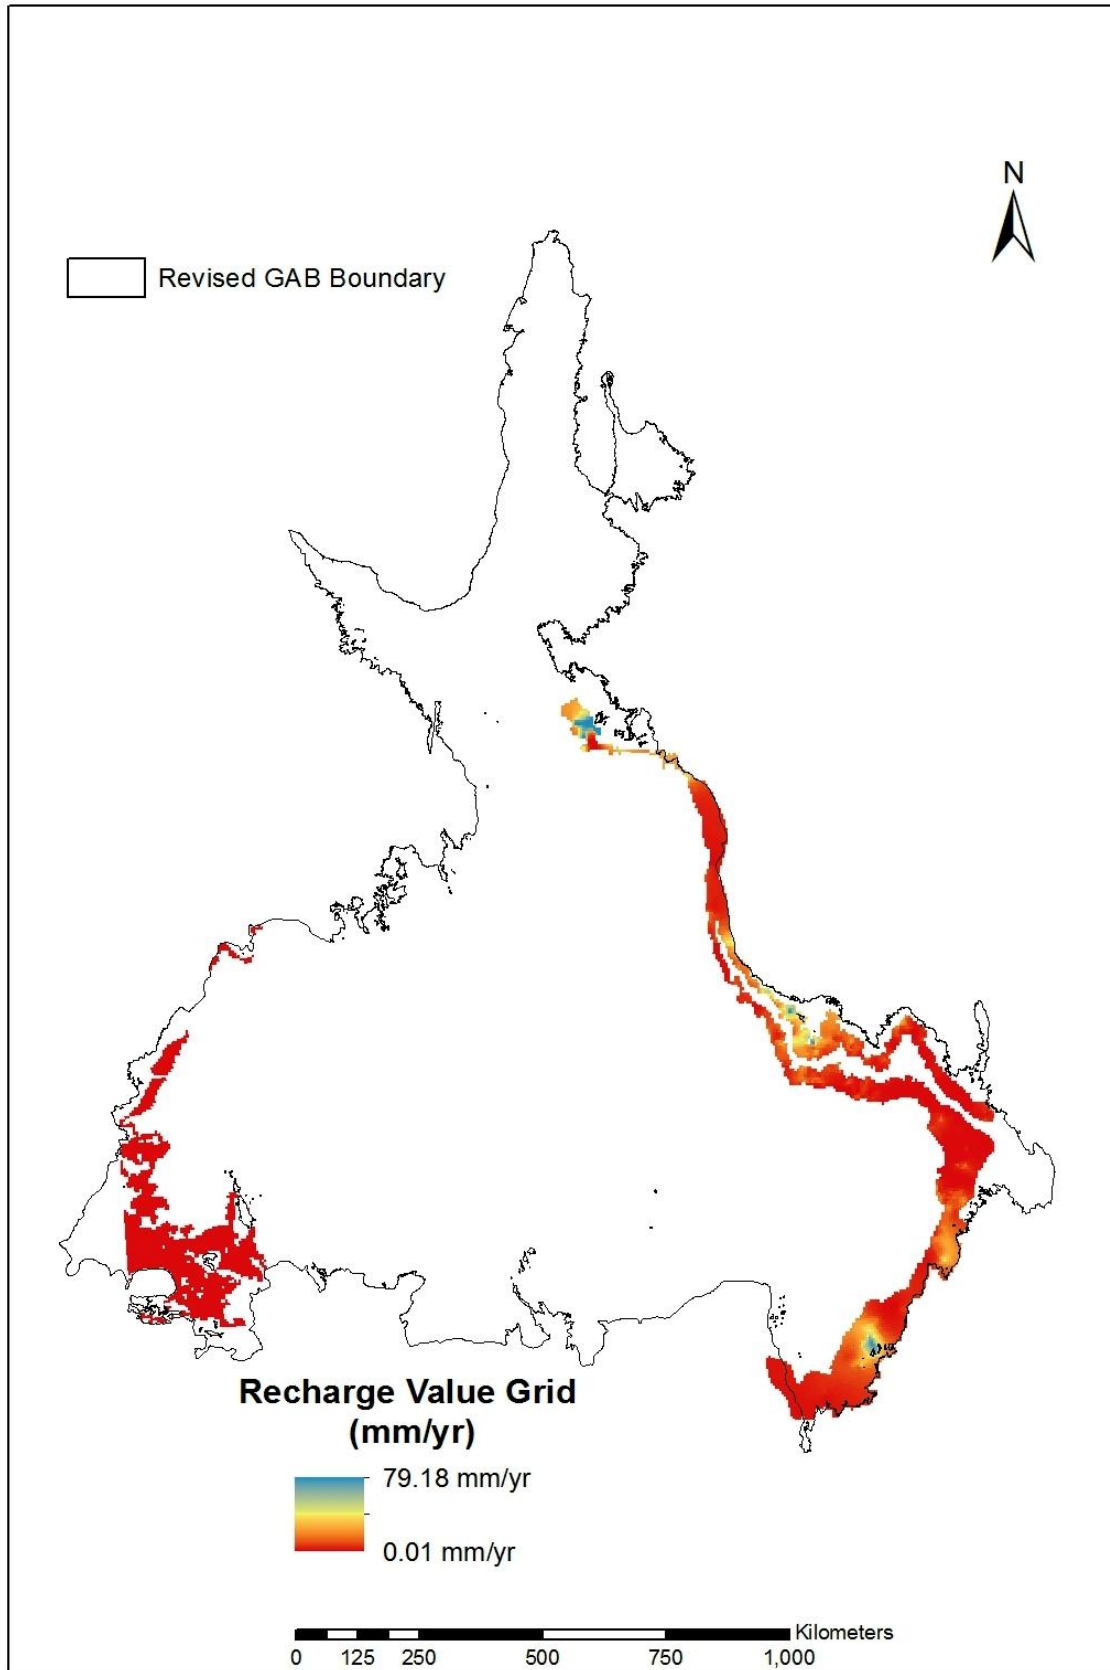 N
Revised GAB Boundary
Recharge Value Grid
(mm/yr)
79.18 mm/yr
0.01 mm/yr
Kilometers
0 125 250 500 750 1,000